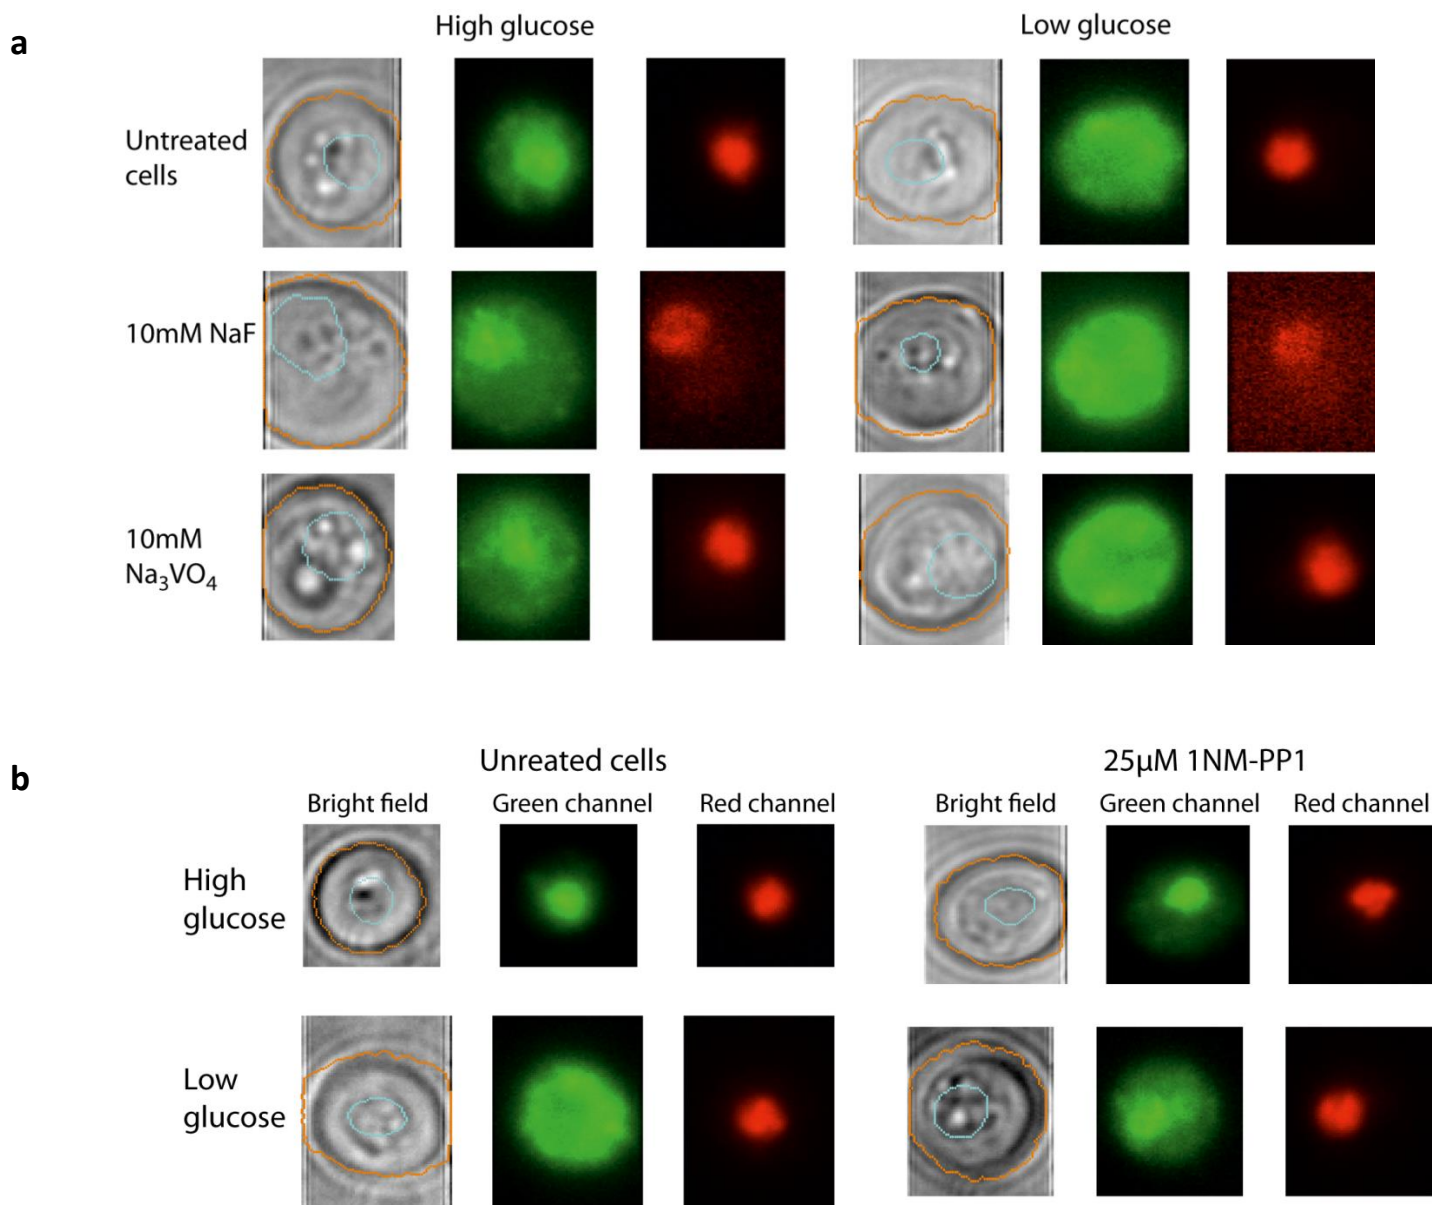 a
High glucose
Low glucose
Untreated
cells
10mM NaF
10mM
Na₃VO₄
b
Unreated cells
25µM 1NM-PP1
Bright field
Green channel
Red channel
Bright field
Green channel
Red channel
High
glucose
Low
glucose